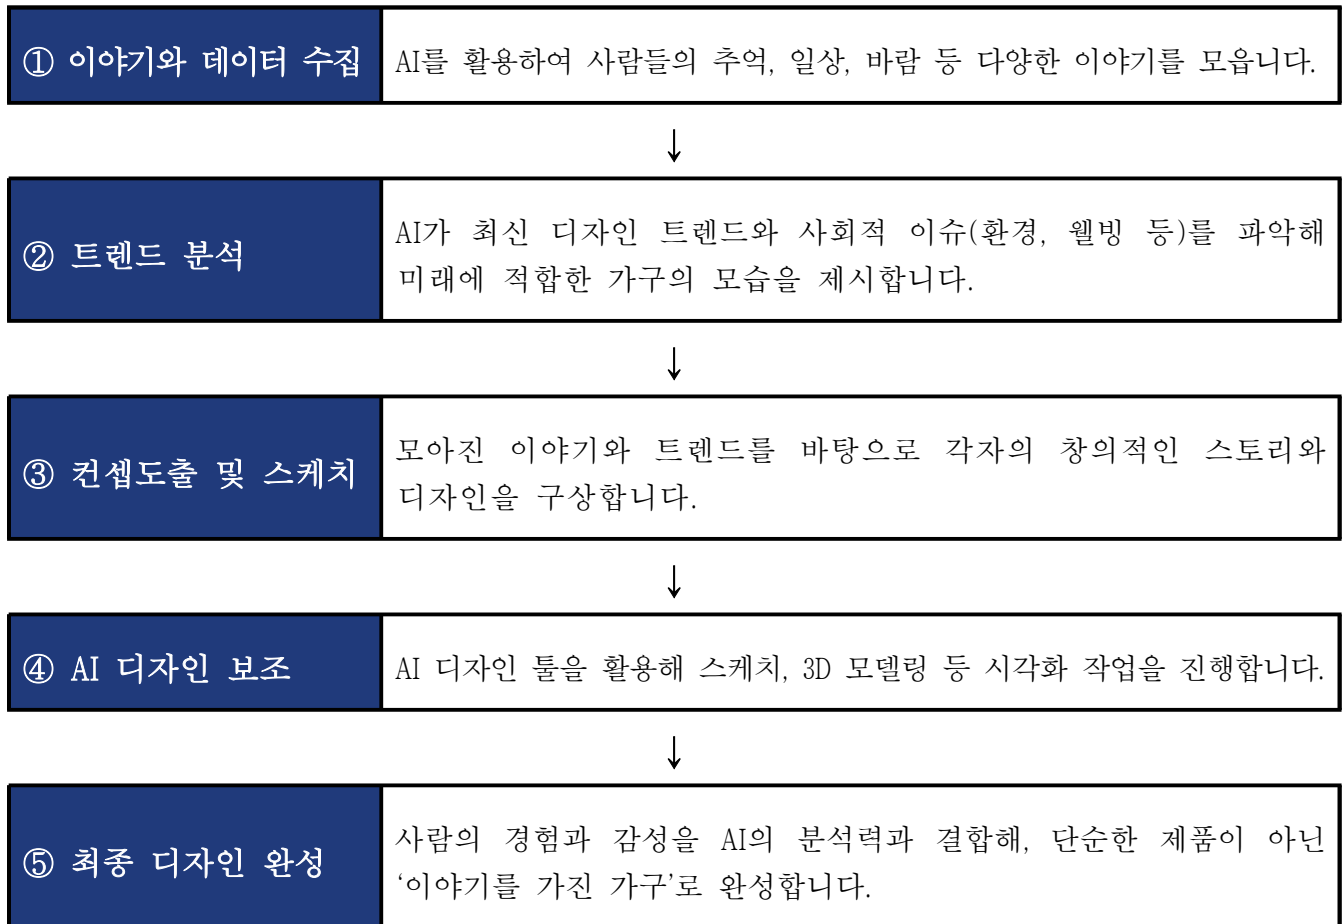 ① 이야기와 데이터 수집
AI를 활용하여 사람들의 추억, 일상, 바람 등 다양한 이야기를 모읍니다.
↓
② 트렌드 분석
AI가 최신 디자인 트렌드와 사회적 이슈(환경, 웰빙 등)를 파악해
미래에 적합한 가구의 모습을 제시합니다.
↓
③ 컨셉도출 및 스케치
모아진 이야기와 트렌드를 바탕으로 각자의 창의적인 스토리와
디자인을 구상합니다.
↓
④ AI 디자인 보조
AI 디자인 툴을 활용해 스케치, 3D 모델링 등 시각화 작업을 진행합니다.
↓
⑤ 최종 디자인 완성
사람의 경험과 감성을 AI의 분석력과 결합해, 단순한 제품이 아닌
‘이야기를 가진 가구’로 완성합니다.